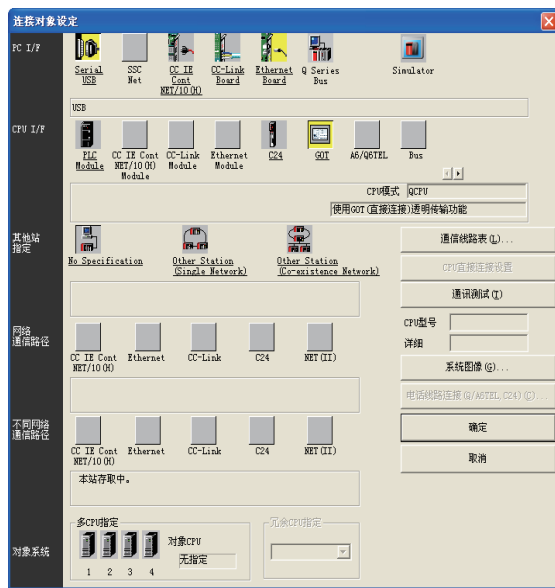 连接对象设定
PC I/F
Serial
USB
SSC
Net
CC IE
Cont
NET/10(H)
CC-Link
Board
Ethernet
Board
Q Series
Bus
Simulator
USB
CPU I/F
PLC
Module
CC IE Cont
NET/10(H)
Module
CC-Link
Module
Ethernet
Module
C24
GOT
A6/Q6TEL
Bus
CPU模式
QCPU
使用GOT(直接连接)透明传输功能
其他站
指定
No Specification
Other Station
(Single Network)
Other Station
(Co-existence Network)
通信线路表(L)...
CPU直接连接设置
通讯测试(T)
CPU型号
详细
系统图像(G)...
电话线路连接(Q/A6TEL,C24)(C)...
确定
取消
网络
通信路径
CC IE Cont
NET/10(H)
Ethernet
CC-Link
C24
NET(II)
不同网络
通信路径
CC IE Cont
NET/10(H)
Ethernet
CC-Link
C24
NET(II)
本站存取中。
对象系统
多CPU指定
1 2 3 4
对象CPU
无指定
冗余CPU指定